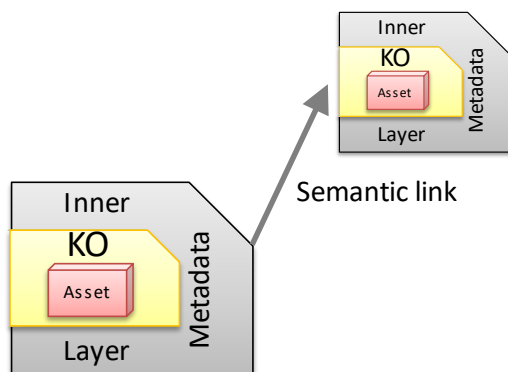 Inner
KO
Asset
Metadata
Layer
Semantic link
Inner
KO
Asset
Metadata
Layer